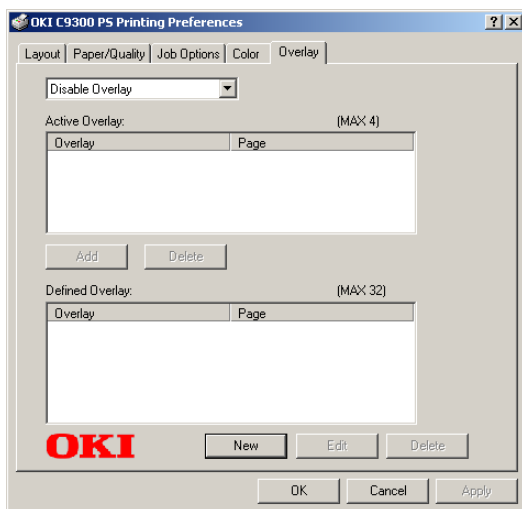 OKI C9300 PS Printing Preferences
Layout Paper/Quality Job Options Color Overlay
Disable Overlay
Active Overlay: (MAX 4)
Overlay Page
Add Delete
Defined Overlay: (MAX 32)
Overlay Page
OKI New Edit Delete
OK Cancel Apply